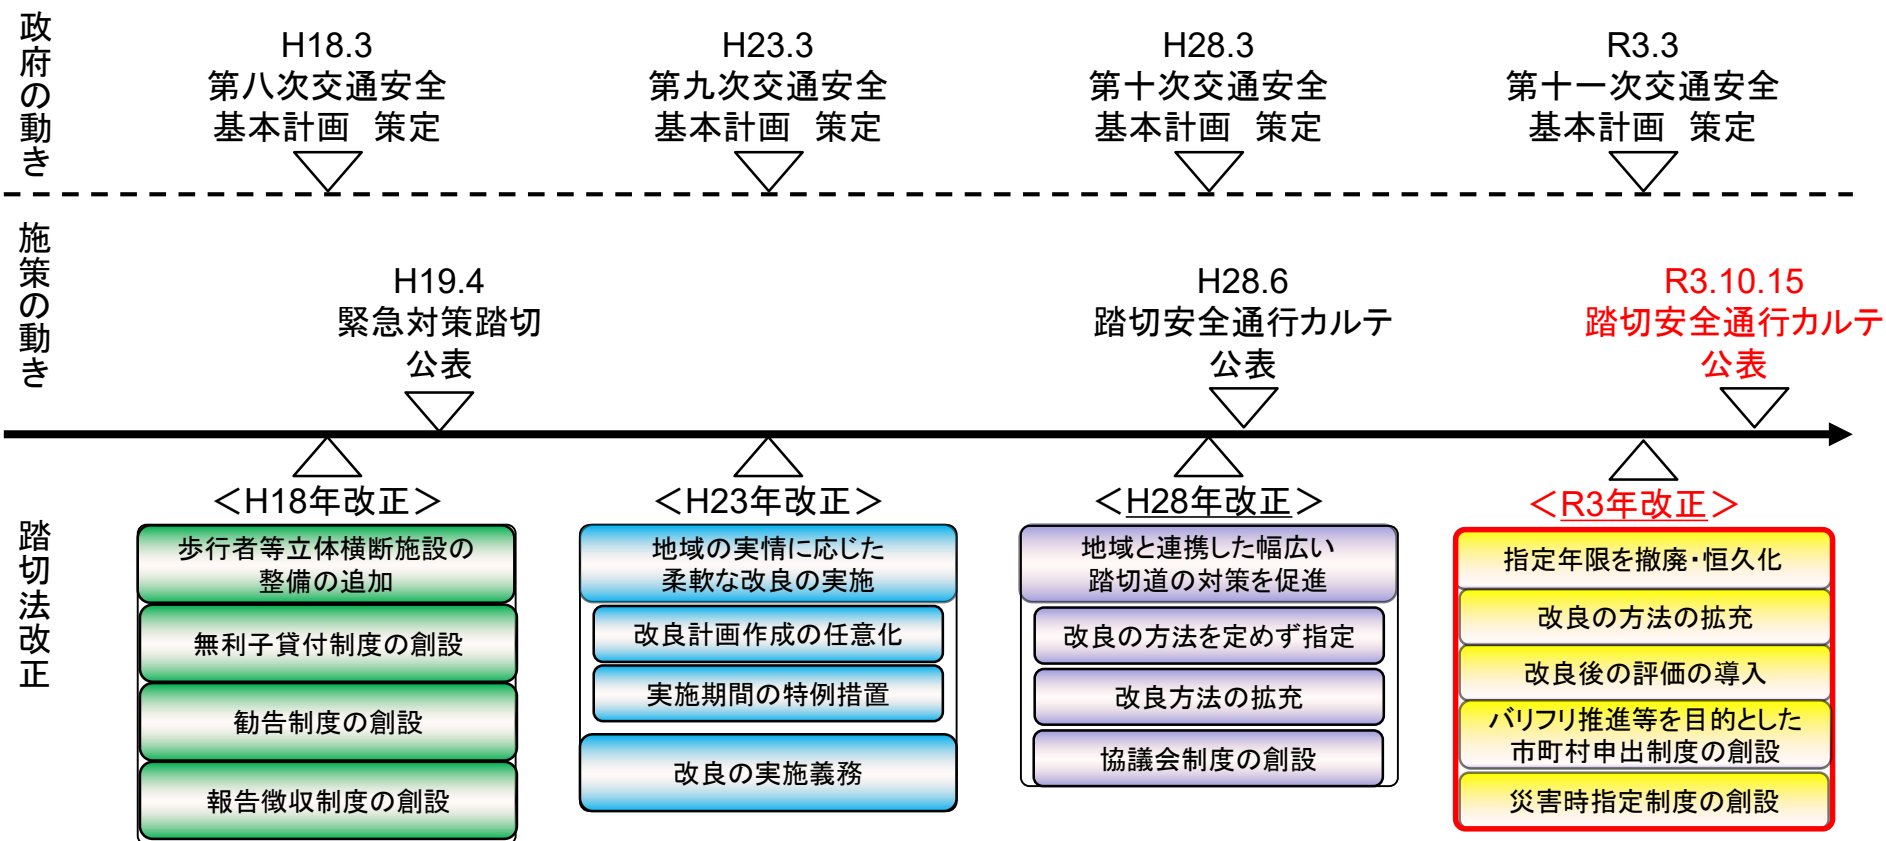 政府の動き
H18.3
第八次交通安全
基本計画　策定
H23.3
第九次交通安全
基本計画　策定
H28.3
第十次交通安全
基本計画　策定
R3.3
第十一次交通安全
基本計画　策定
施策の動き
H19.4
緊急対策踏切
公表
H28.6
踏切安全通行カルテ
公表
R3.10.15
踏切安全通行カルテ
公表
踏切法改正
＜H18年改正＞
歩行者等立体横断施設の
整備の追加
無利子貸付制度の創設
勧告制度の創設
報告徴収制度の創設
＜H23年改正＞
地域の実情に応じた
柔軟な改良の実施
改良計画作成の任意化
実施期間の特例措置
改良の実施義務
＜H28年改正＞
地域と連携した幅広い
踏切道の対策を促進
改良の方法を定めず指定
改良方法の拡充
協議会制度の創設
＜R3年改正＞
指定年限を撤廃・恒久化
改良の方法の拡充
改良後の評価の導入
バリフリ推進等を目的とした
市町村申出制度の創設
災害時指定制度の創設